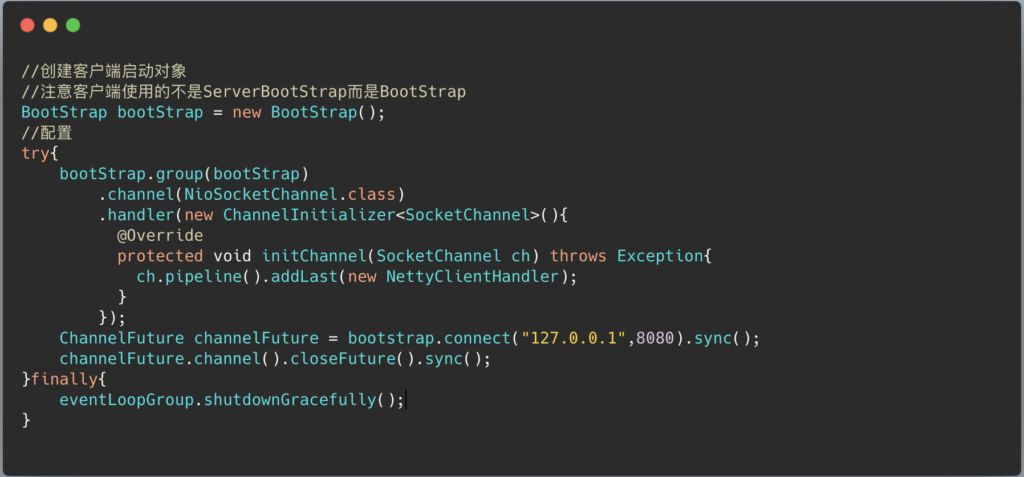 //创建客户端启动对象
//注意客户端使用的不是ServerBootStrap而是BootStrap
BootStrap bootStrap = new BootStrap();
//配置
try{
    bootStrap.group(bootStrap)
        .channel(NioSocketChannel.class)
        .handler(new ChannelInitializer<SocketChannel>(){
          @Override
          protected void initChannel(SocketChannel ch) throws Exception{
            ch.pipeline().addLast(new NettyClientHandler);
          }
        });
    ChannelFuture channelFuture = bootstrap.connect("127.0.0.1",8080).sync();
    channelFuture.channel().closeFuture().sync();
}finally{
    eventLoopGroup.shutdownGracefully();
}